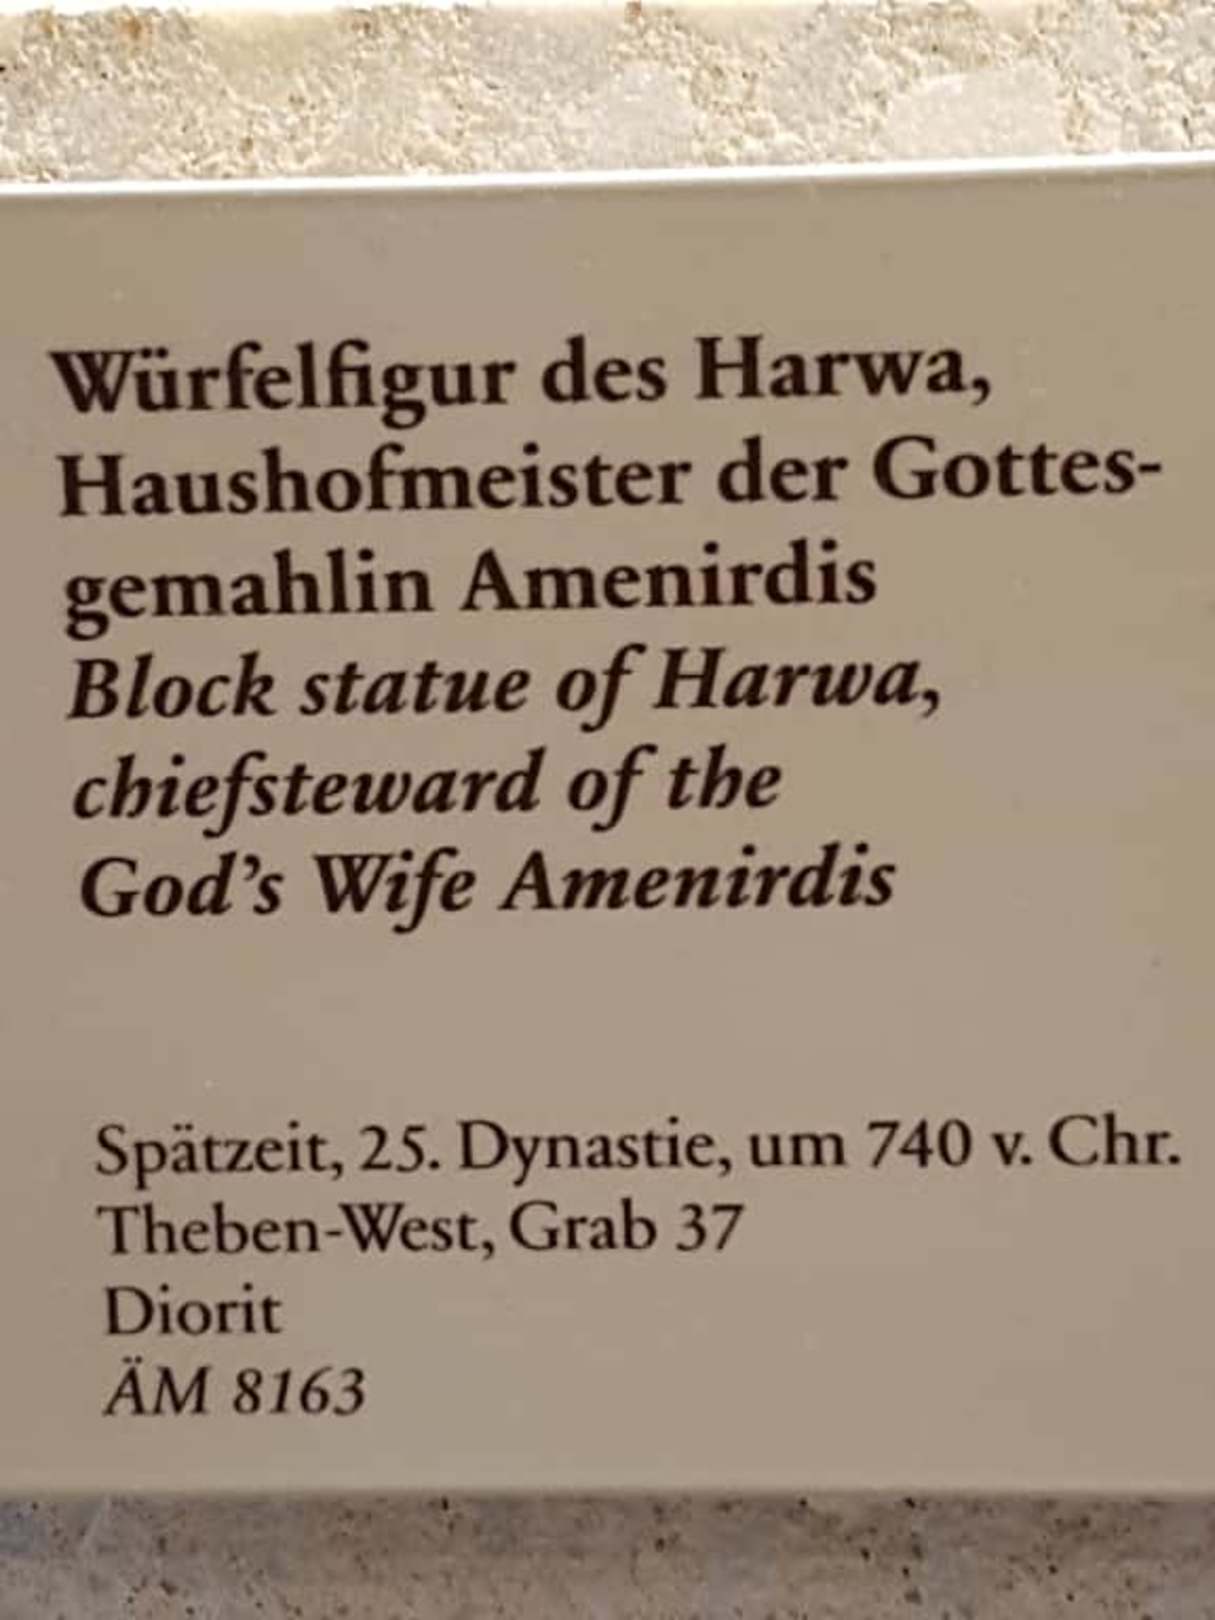 Würfelfigur des Harwa,
Haushofmeister der Gottes-
gemahlin Amenirdis
Block statue of Harwa,
chiefsteward of the
God's Wife Amenirdis
Spätzeit, 25. Dynastie, um 740 v. Chr.
Theben-West, Grab 37
Diorit
ÄM 8163